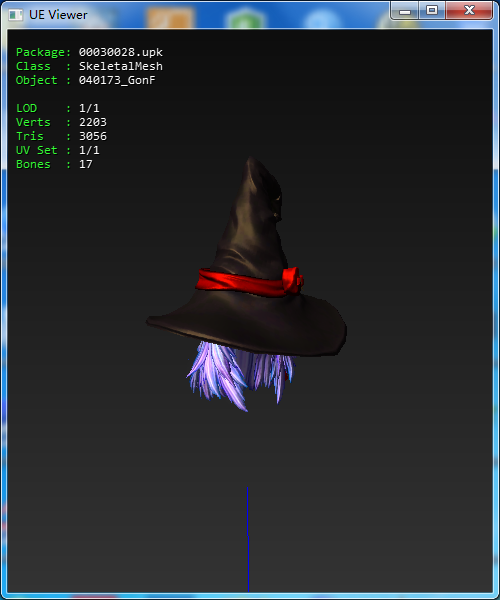 UE Viewer
Package: 00030028.upk
Class : SkeletalMesh
Object : 040173_GonF
LOD : 1/1
Verts : 2203
Tris : 3056
UV Set : 1/1
Bones : 17